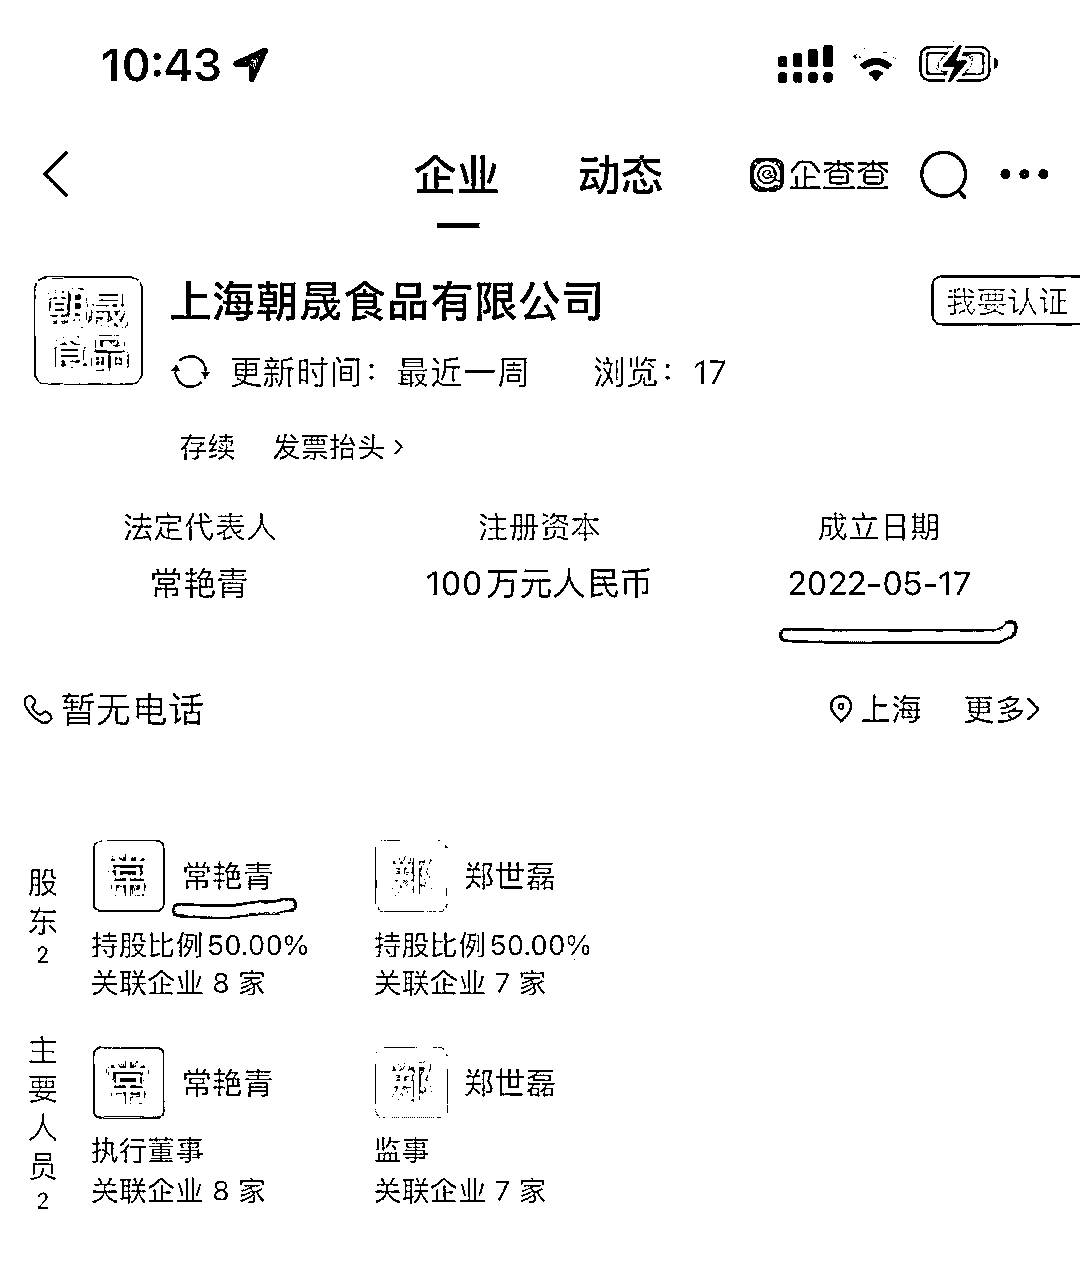 10:43
企业 动态 企查查
朝晟
食品
上海朝晟食品有限公司 我要认证
更新时间：最近一周 浏览：17
存续 发票抬头
法定代表人 注册资本 成立日期
常艳青 100万元人民币 2022-05-17
暂无电话 上海 更多
股东2
常 常艳青 郑 郑世磊
持股比例50.00% 持股比例50.00%
关联企业 8 家 关联企业 7 家
主要人员2
常 常艳青 郑 郑世磊
执行董事 监事
关联企业 8 家 关联企业 7 家